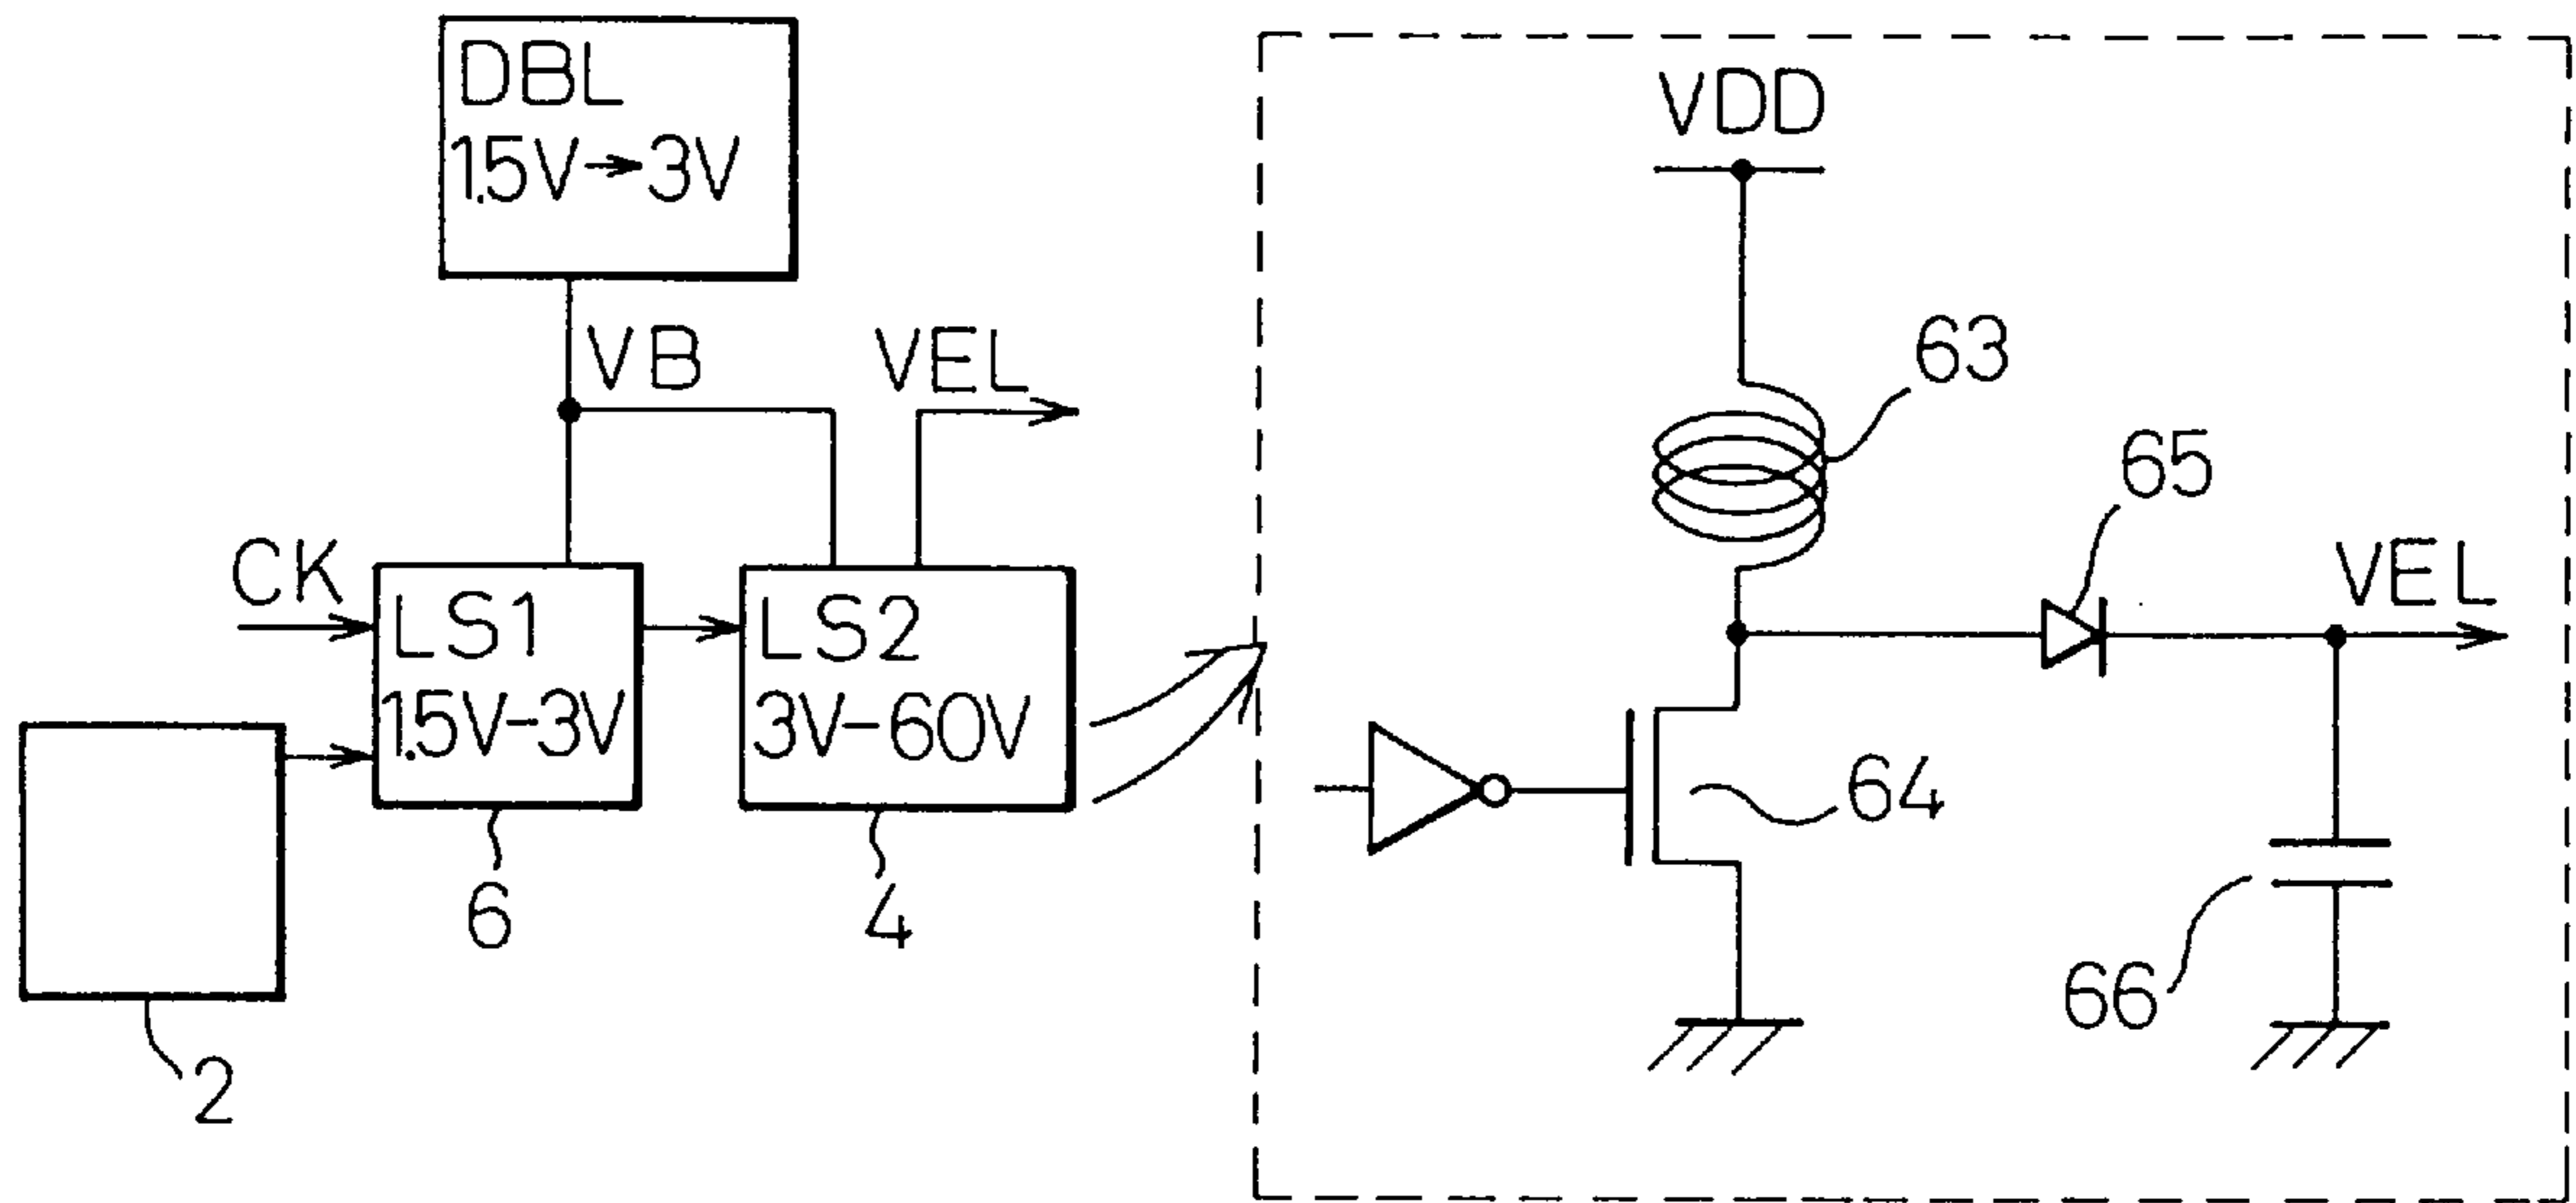 DBL
1.5V→3V
VB
VEL
CK
LS1
1.5V-3V
LS2
3V-60V
6
4
2
VDD
63
65
VEL
64
66